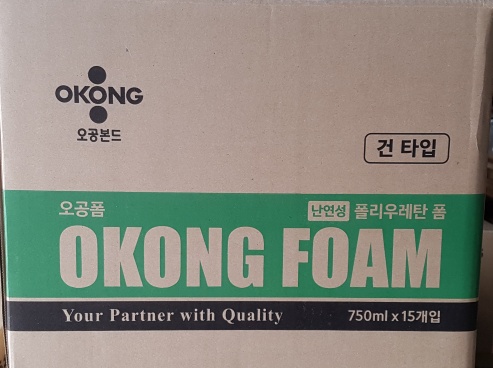 OKONG
오공본드
건 타입
오공폼
난연성 폴리우레탄 폼
OKONG FOAM
Your Partner with Quality
750ml x 15개입